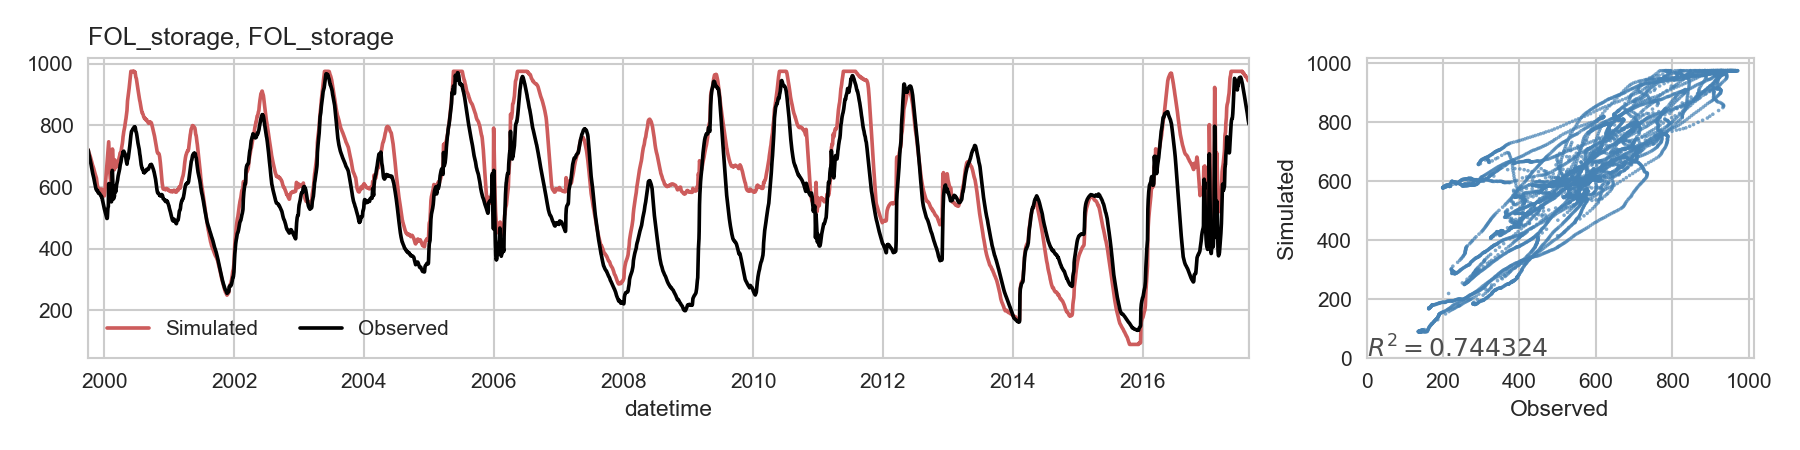 FOL_storage, FOL_storage
1000
800
600
400
200
Simulated
Observed
2000 2002 2004 2006 2008 2010 2012 2014 2016
datetime
1000
800
600
400
200
0
Simulated
R² = 0.744324
0 200 400 600 800 1000
Observed